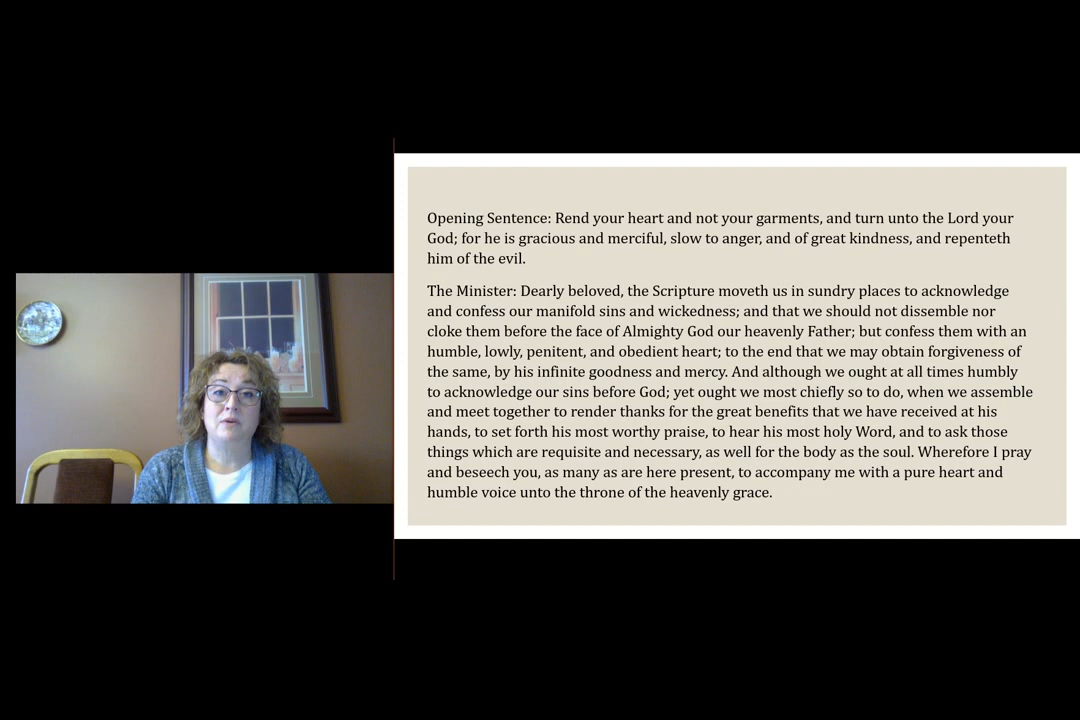 Opening Sentence: Rend your heart and not your garments, and turn unto the Lord your
God; for he is gracious and merciful, slow to anger, and of great kindness, and repenteth
him of the evil.
The Minister: Dearly beloved, the Scripture moveth us in sundry places to acknowledge
and confess our manifold sins and wickedness; and that we should not dissemble nor
cloke them before the face of Almighty God our heavenly Father; but confess them with an
humble, lowly, penitent, and obedient heart; to the end that we may obtain forgiveness of
the same, by his infinite goodness and mercy. And although we ought at all times humbly
to acknowledge our sins before God; yet ought we most chiefly so to do, when we assemble
and meet together to render thanks for the great benefits that we have received at his
hands, to set forth his most worthy praise, to hear his most holy Word, and to ask those
things which are requisite and necessary, as well for the body as the soul. Wherefore I pray
and beseech you, as many as are here present, to accompany me with a pure heart and
humble voice unto the throne of the heavenly grace.